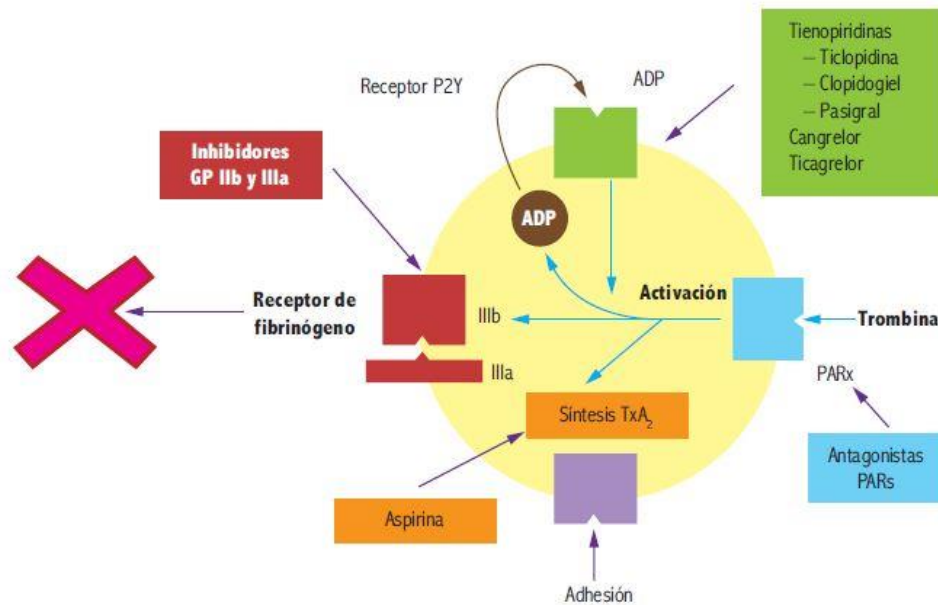 Tienopiridinas
– Ticlopidina
– Clopidogiel
– Pasigral
Cangrelor
Ticagrelor
Receptor P2Y
ADP
Inhibidores
GP IIb y IIIa
ADP
Receptor de
fibrinógeno
IIIb
IIIa
Activación
Trombina
PARx
Síntesis TxA2
Antagonistas
PARs
Aspirina
Adhesión